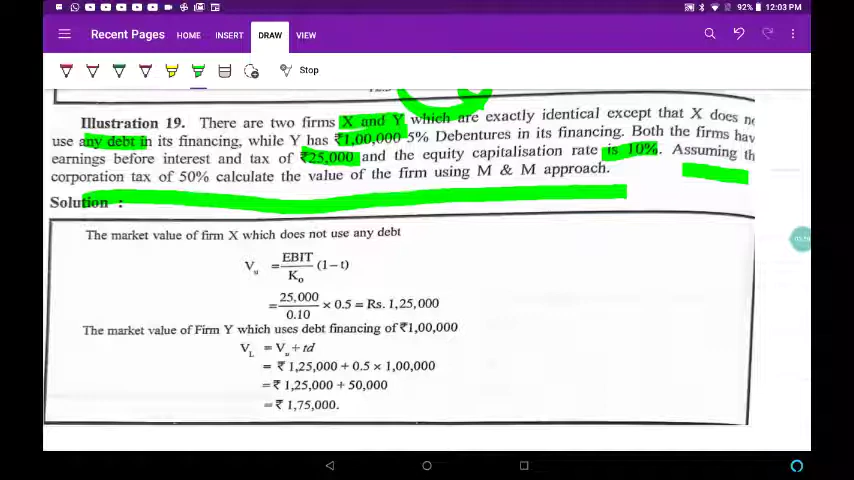 92% 12:03 PM
Recent Pages HOME INSERT DRAW VIEW
Stop
Illustration 19. There are two firms X and Y which are exactly identical except that X does
use any debt in its financing, while Y has ₹1,00,000 5% Debentures in its financing. Both the firms hav
earnings before interest and tax of ₹25,000 and the equity capitalisation rate is 10%. Assuming th
corporation tax of 50% calculate the value of the firm using M & M approach.
Solution :
The market value of firm X which does not use any debt
Vu = EBIT/Ko (1-t)
= 25,000/0.10 × 0.5 = Rs. 1,25,000
The market value of Firm Y which uses debt financing of ₹1,00,000
VL = Vu + td
= ₹ 1,25,000 + 0.5 × 1,00,000
= ₹ 1,25,000 + 50,000
= ₹ 1,75,000.